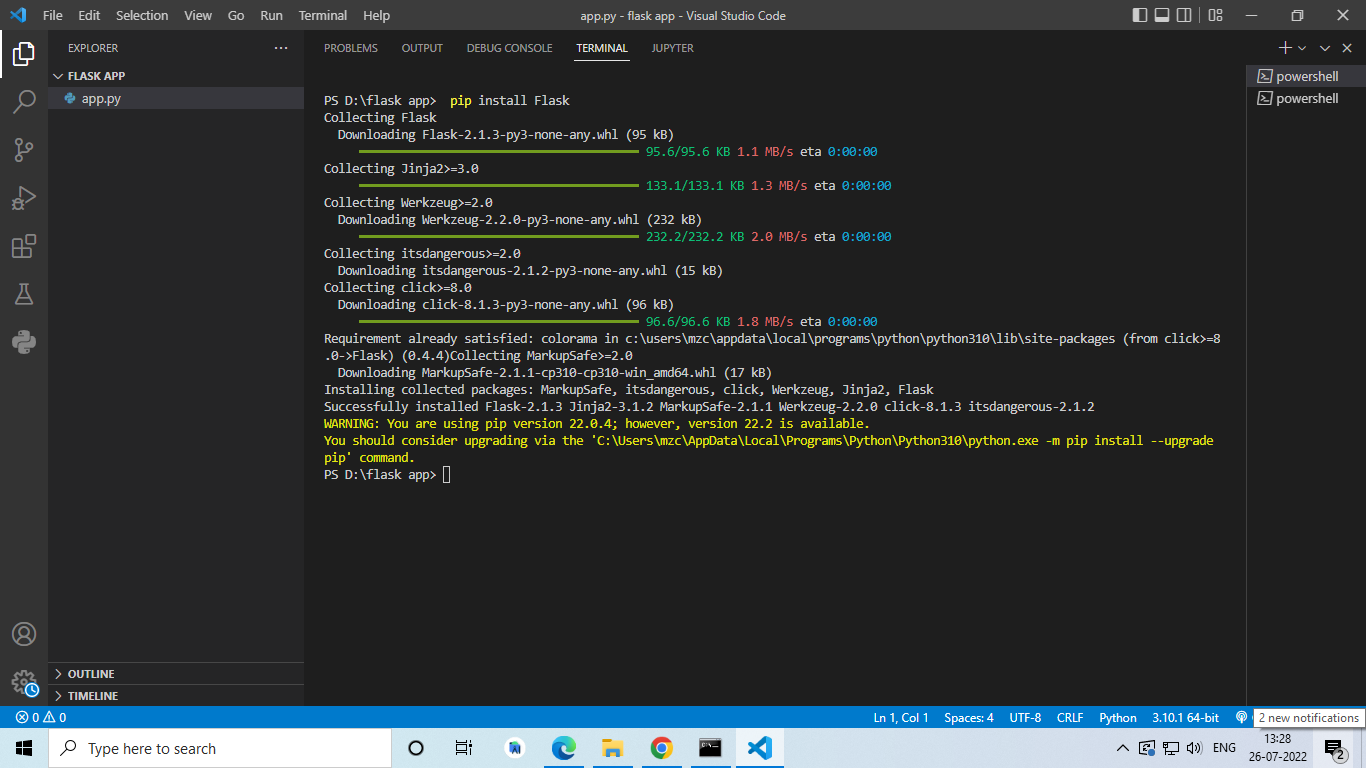 File Edit Selection View Go Run Terminal Help
app.py - flask app - Visual Studio Code
EXPLORER
FLASK APP
app.py
OUTLINE
TIMELINE
PROBLEMS OUTPUT DEBUG CONSOLE TERMINAL JUPYTER
PS D:\flask app>  pip install Flask
Collecting Flask
  Downloading Flask-2.1.3-py3-none-any.whl (95 kB)
95.6/95.6 KB 1.1 MB/s eta 0:00:00
Collecting Jinja2>=3.0
133.1/133.1 KB 1.3 MB/s eta 0:00:00
Collecting Werkzeug>=2.0
  Downloading Werkzeug-2.2.0-py3-none-any.whl (232 kB)
232.2/232.2 KB 2.0 MB/s eta 0:00:00
Collecting itsdangerous>=2.0
  Downloading itsdangerous-2.1.2-py3-none-any.whl (15 kB)
Collecting click>=8.0
  Downloading click-8.1.3-py3-none-any.whl (96 kB)
96.6/96.6 KB 1.8 MB/s eta 0:00:00
Requirement already satisfied: colorama in c:\users\mzc\appdata\local\programs\python\python310\lib\site-packages (from click>=8
.0->Flask) (0.4.4)Collecting MarkupSafe>=2.0
  Downloading MarkupSafe-2.1.1-cp310-cp310-win_amd64.whl (17 kB)
Installing collected packages: MarkupSafe, itsdangerous, click, Werkzeug, Jinja2, Flask
Successfully installed Flask-2.1.3 Jinja2-3.1.2 MarkupSafe-2.1.1 Werkzeug-2.2.0 click-8.1.3 itsdangerous-2.1.2
WARNING: You are using pip version 22.0.4; however, version 22.2 is available.
You should consider upgrading via the 'C:\Users\mzc\AppData\Local\Programs\Python\Python310\python.exe -m pip install --upgrade
pip' command.
PS D:\flask app>
powershell
powershell
0 0
Ln 1, Col 1 Spaces: 4 UTF-8 CRLF Python 3.10.1 64-bit
2 new notifications
Type here to search
ENG
13:28
26-07-2022
2